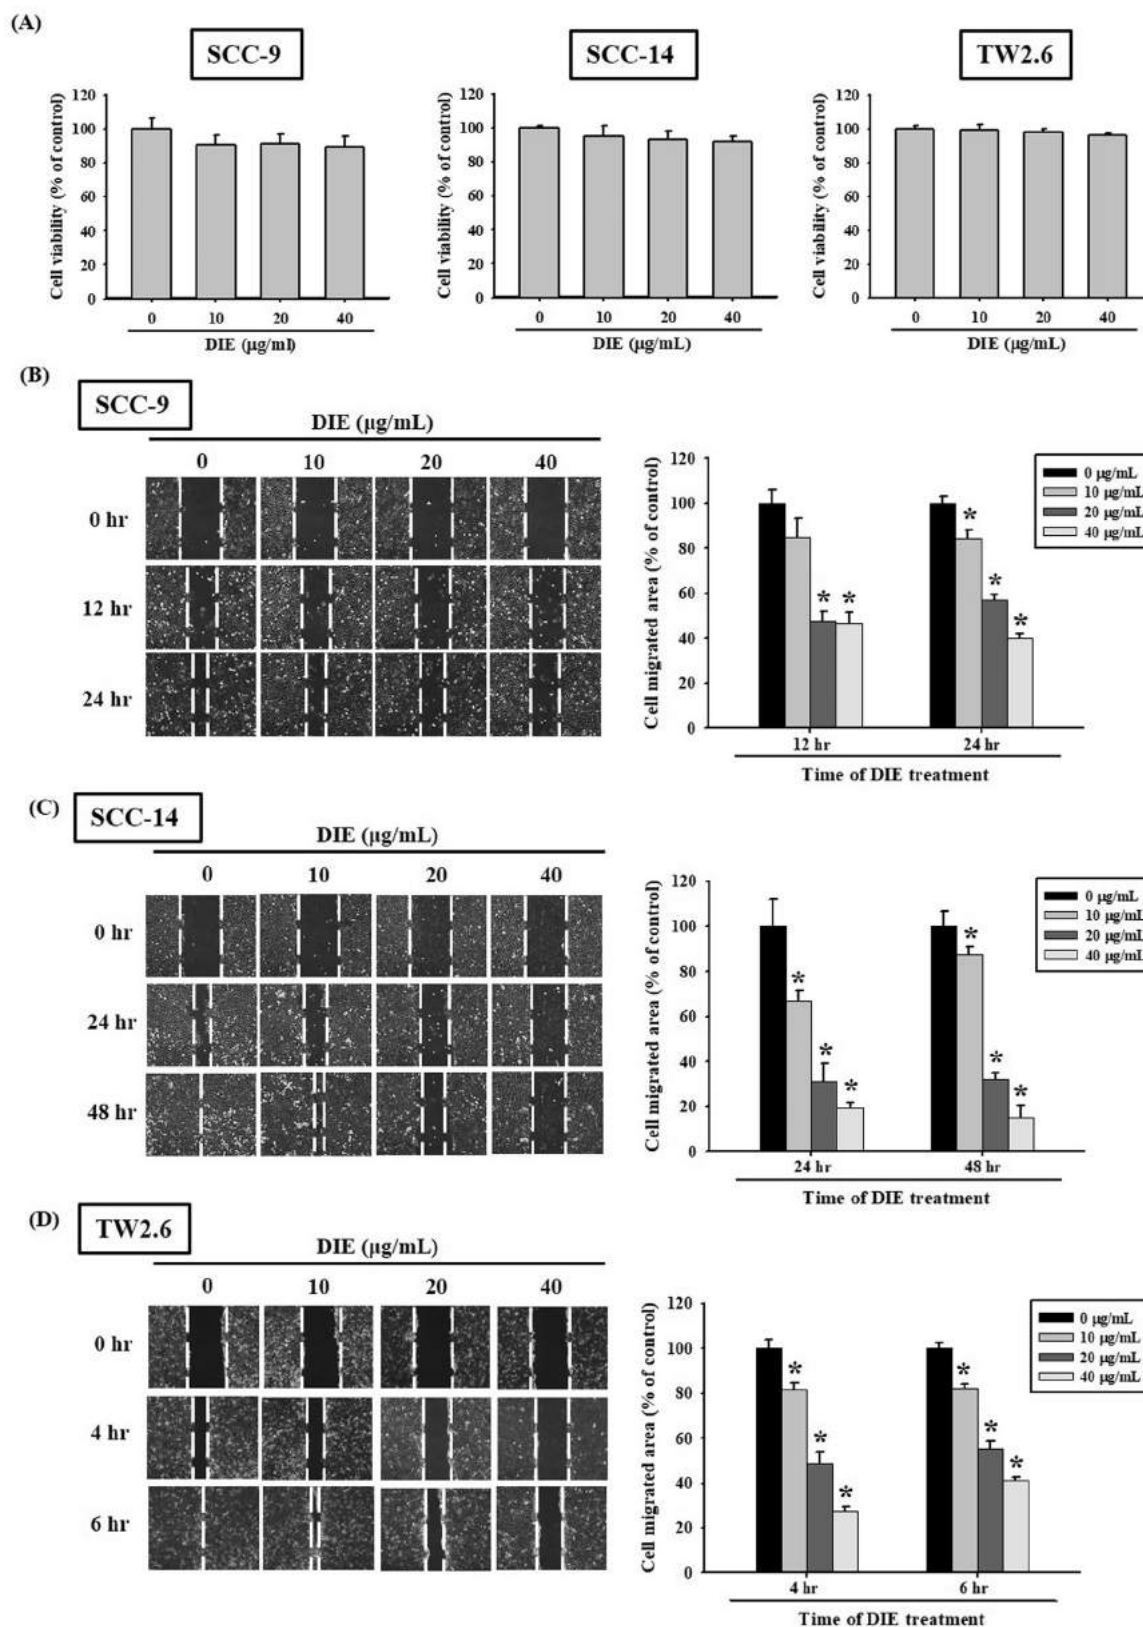 (A)
SCC-9
SCC-14
TW2.6
Cell viability (% of control)
120
100
80
60
40
20
0
0 10 20 40
DIE (μg/ml)
Cell viability (% of control)
120
100
80
60
40
20
0
0 10 20 40
DIE (μg/mL)
Cell viability (% of control)
120
100
80
60
40
20
0
0 10 20 40
DIE (μg/mL)
(B)
SCC-9
DIE (μg/mL)
0 10 20 40
0 hr
12 hr
24 hr
Cell migrated area (% of control)
120
100
80
60
40
20
0
* *
* * *
12 hr 24 hr
Time of DIE treatment
0 μg/mL
10 μg/mL
20 μg/mL
40 μg/mL
(C)
SCC-14
DIE (μg/mL)
0 10 20 40
0 hr
24 hr
48 hr
Cell migrated area (% of control)
120
100
80
60
40
20
0
* * *
* * *
24 hr 48 hr
Time of DIE treatment
0 μg/mL
10 μg/mL
20 μg/mL
40 μg/mL
(D)
TW2.6
DIE (μg/mL)
0 10 20 40
0 hr
4 hr
6 hr
Cell migrated area (% of control)
120
100
80
60
40
20
0
* * *
* * *
4 hr 6 hr
Time of DIE treatment
0 μg/mL
10 μg/mL
20 μg/mL
40 μg/mL